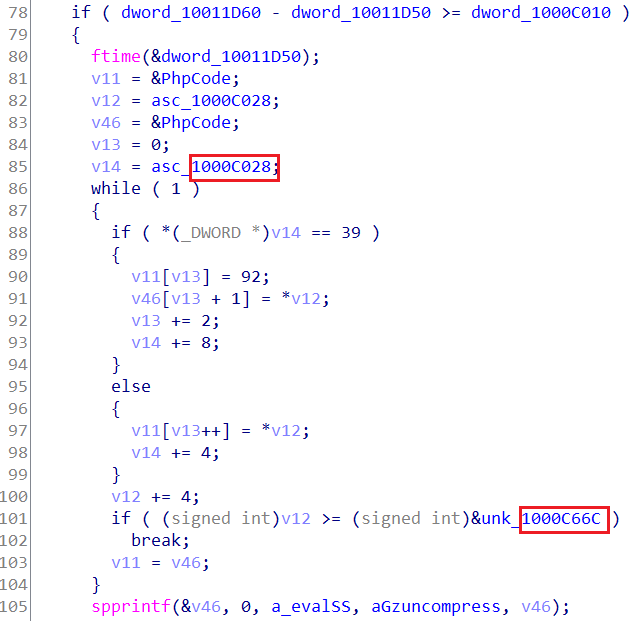 78 if ( dword_10011D60 - dword_10011D50 >= dword_1000C010 )
79 {
80 ftime(&dword_10011D50);
81 v11 = &PhpCode;
82 v12 = asc_1000C028;
83 v46 = &PhpCode;
84 v13 = 0;
85 v14 = asc_1000C028;
86 while ( 1 )
87 {
88 if ( *(_DWORD *)v14 == 39 )
89 {
90 v11[v13] = 92;
91 v46[v13 + 1] = *v12;
92 v13 += 2;
93 v14 += 8;
94 }
95 else
96 {
97 v11[v13++] = *v12;
98 v14 += 4;
99 }
100 v12 += 4;
101 if ( (signed int)v12 >= (signed int)&unk_1000C66C )
102 break;
103 v11 = v46;
104 }
105 spprintf(&v46, 0, a_evalSS, aGzuncompress, v46);